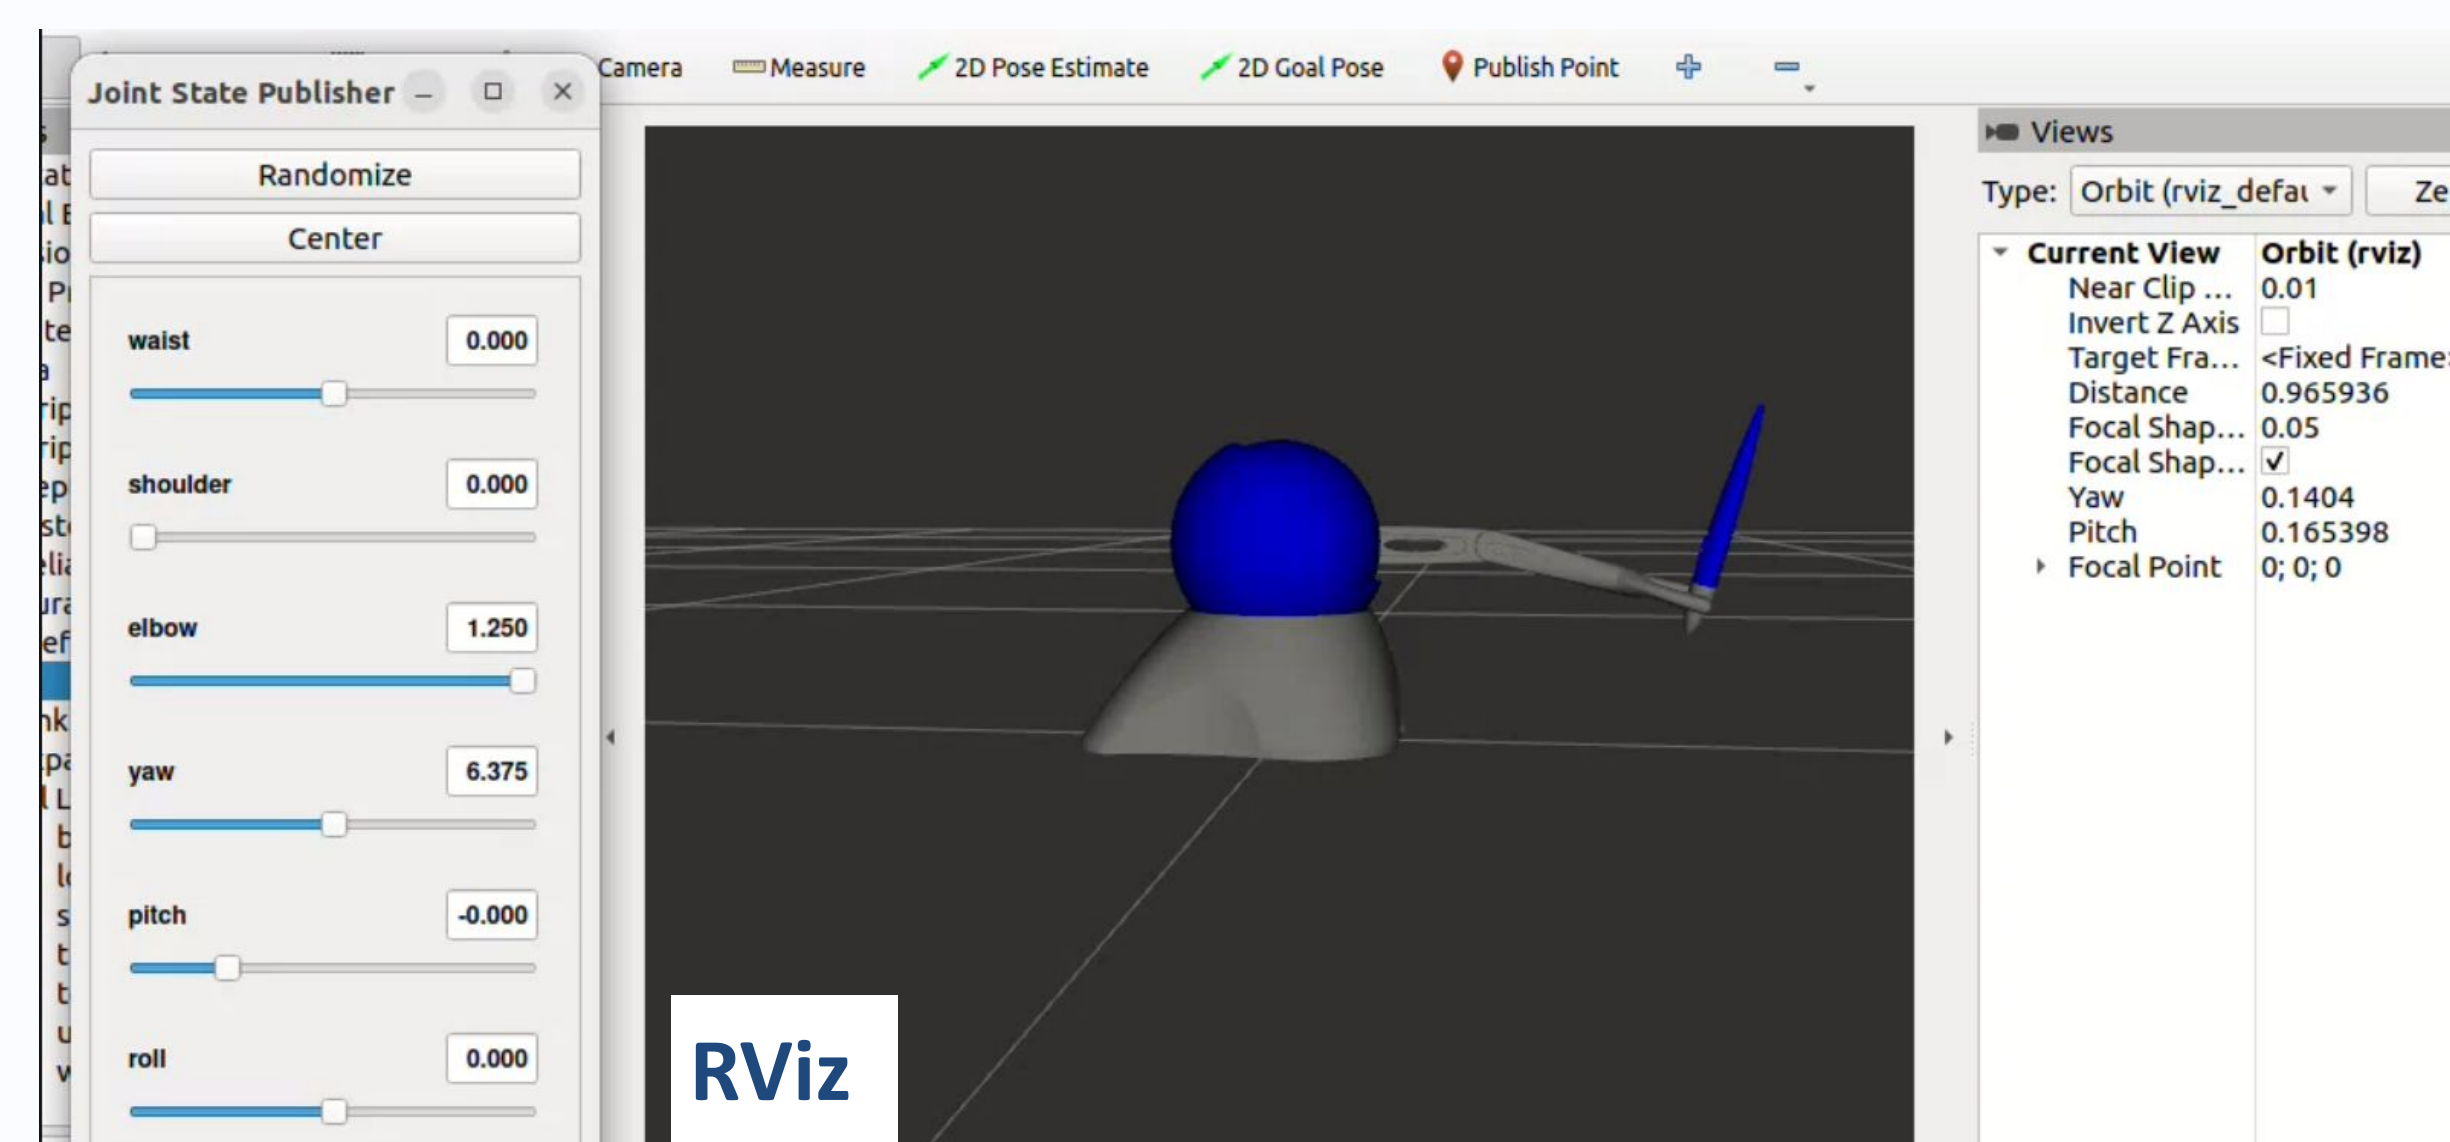 Camera
Measure
2D Pose Estimate
2D Goal Pose
Publish Point
Joint State Publisher
Randomize
Center
waist 0.000
shoulder 0.000
elbow 1.250
yaw 6.375
pitch -0.000
roll 0.000
RViz
Views
Type: Orbit (rviz_defau Ze
Current View Orbit (rviz)
Near Clip ... 0.01
Invert Z Axis
Target Fra... <Fixed Frame>
Distance 0.965936
Focal Shap... 0.05
Focal Shap...
Yaw 0.1404
Pitch 0.165398
Focal Point 0; 0; 0